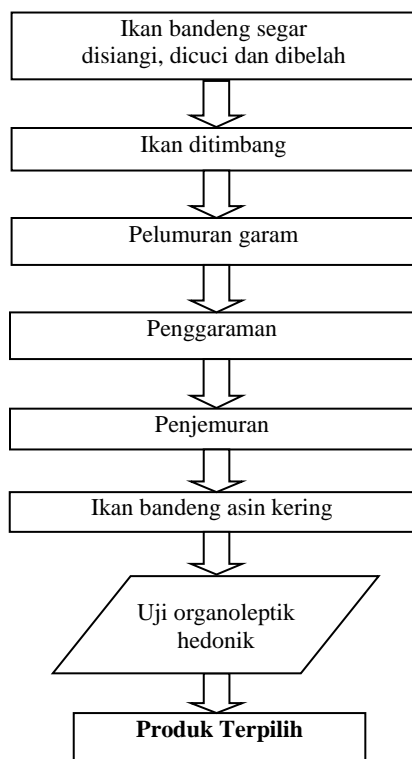 Ikan bandeng segar
disiangi, dicuci dan dibelah
Ikan ditimbang
Pelumuran garam
Penggaraman
Penjemuran
Ikan bandeng asin kering
Uji organoleptik
hedonik
Produk Terpilih